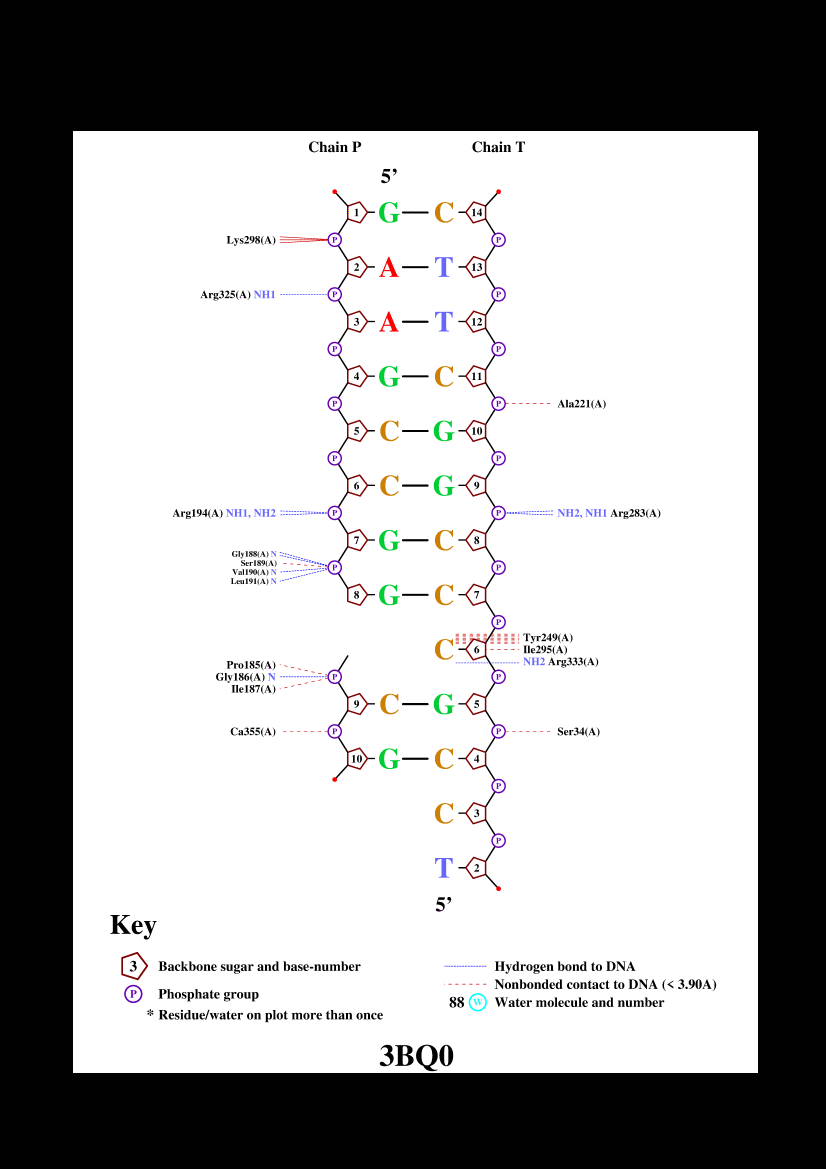 Chain P Chain T
5’
1 G C 14
Lys298(A) P P
2 A T 13
Arg325(A) NH1 P P
3 A T 12
P P
4 G C 11
P P Ala221(A)
5 C G 10
P P
6 C G 9
Arg194(A) NH1, NH2 P P NH2, NH1 Arg283(A)
7 G C 8
Gly188(A) N
Ser189(A)
P P
Val190(A) N
Leu191(A) N
8 G C 7
P
Tyr249(A)
C 6 Ile295(A)
NH2 Arg333(A)
Pro185(A)
Gly186(A) N P P
Ile187(A)
9 C G 5
Ca355(A) P P Ser34(A)
10 G C 4
P
C 3
P
T 2
5’
Key
3 Backbone sugar and base-number
P Phosphate group
* Residue/water on plot more than once
Hydrogen bond to DNA
Nonbonded contact to DNA (< 3.90A)
88 W Water molecule and number
3BQ0